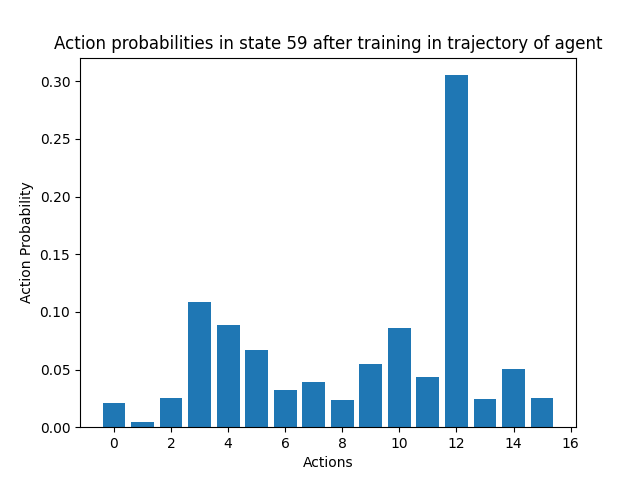 Action probabilities in state 59 after training in trajectory of agent
0.30
0.25
0.20
0.15
0.10
0.05
0.00
Action Probability
0 2 4 6 8 10 12 14 16
Actions